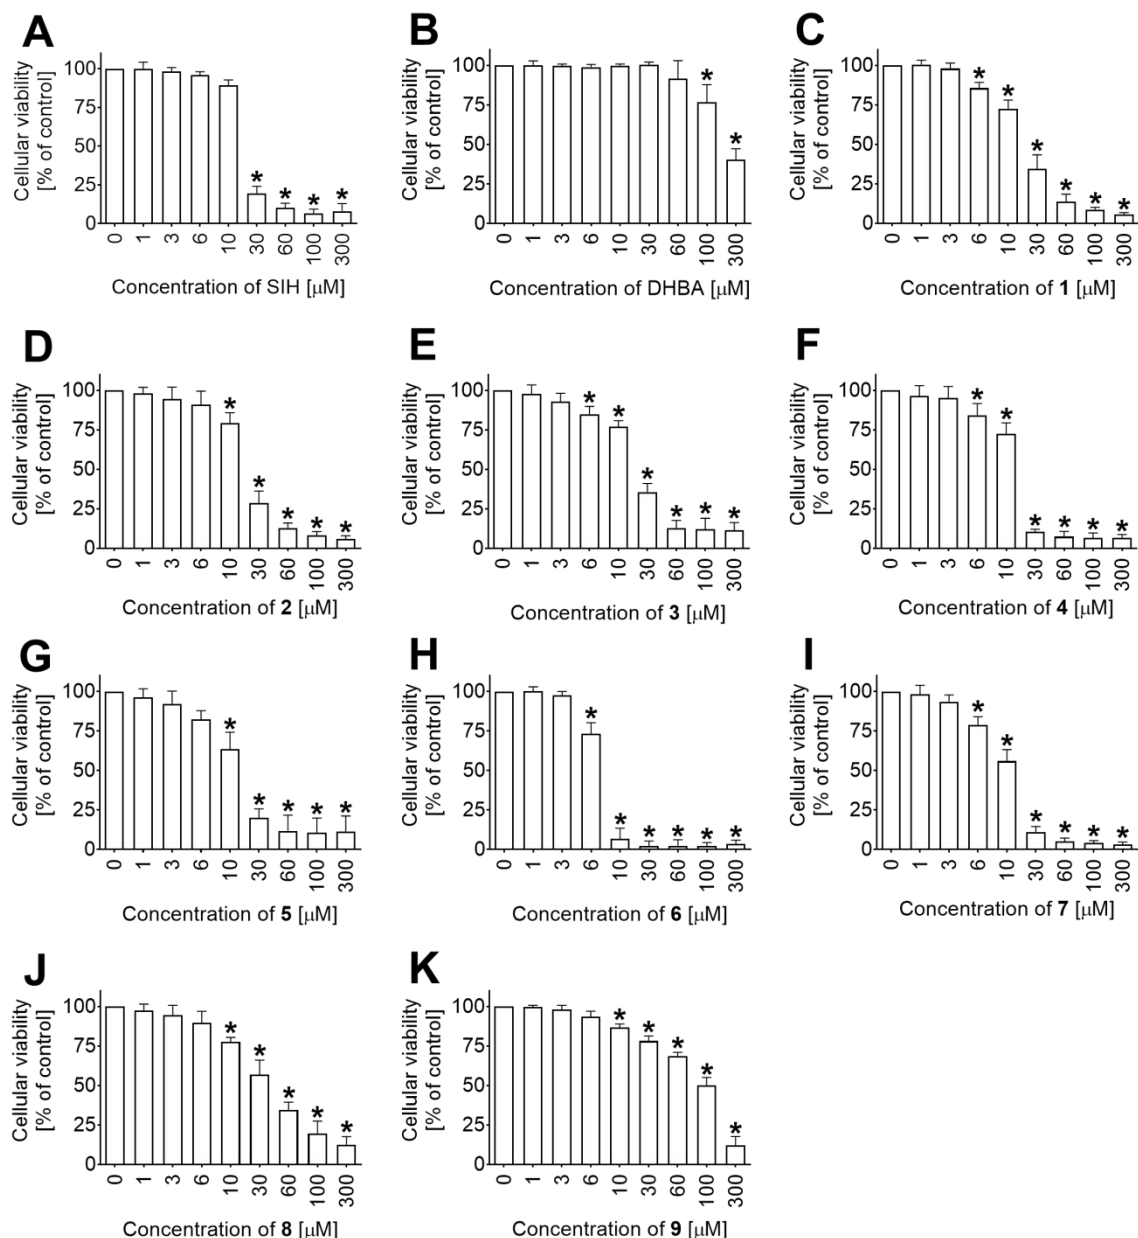 A
Cellular viability
[% of control]
100
75
50
25
0
0 1 3 6 10 30 60 100 300
* * * *
Concentration of SIH [μM]
B
Cellular viability
[% of control]
100
75
50
25
0
0 1 3 6 10 30 60 100 300
* *
Concentration of DHBA [μM]
C
Cellular viability
[% of control]
100
75
50
25
0
0 1 3 6 10 30 60 100 300
* * * * * *
Concentration of 1 [μM]
D
Cellular viability
[% of control]
100
75
50
25
0
0 1 3 6 10 30 60 100 300
* * * * *
Concentration of 2 [μM]
E
Cellular viability
[% of control]
100
75
50
25
0
0 1 3 6 10 30 60 100 300
* * * * * *
Concentration of 3 [μM]
F
Cellular viability
[% of control]
100
75
50
25
0
0 1 3 6 10 30 60 100 300
* * * * * *
Concentration of 4 [μM]
G
Cellular viability
[% of control]
100
75
50
25
0
0 1 3 6 10 30 60 100 300
* * * * *
Concentration of 5 [μM]
H
Cellular viability
[% of control]
100
75
50
25
0
0 1 3 6 10 30 60 100 300
* * * * * *
Concentration of 6 [μM]
I
Cellular viability
[% of control]
100
75
50
25
0
0 1 3 6 10 30 60 100 300
* * * * * *
Concentration of 7 [μM]
J
Cellular viability
[% of control]
100
75
50
25
0
0 1 3 6 10 30 60 100 300
* * * * *
Concentration of 8 [μM]
K
Cellular viability
[% of control]
100
75
50
25
0
0 1 3 6 10 30 60 100 300
* * * * *
Concentration of 9 [μM]